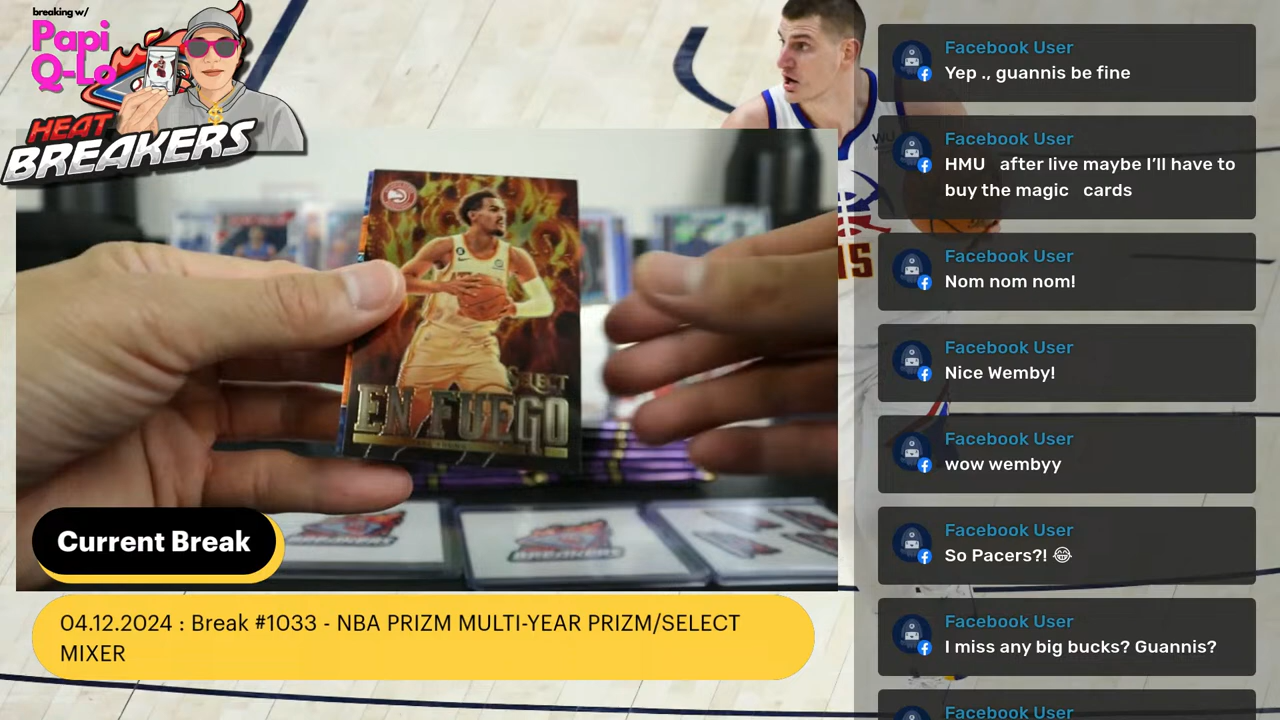 breaking w/
Papi
Q-Lo
HEAT
BREAKERS
SELECT
EN FUEGO
Current Break
04.12.2024 : Break #1033 - NBA PRIZM MULTI-YEAR PRIZM/SELECT
MIXER
Facebook User
Yep ., guannis be fine
Facebook User
HMU after live maybe I’ll have to
buy the magic cards
Facebook User
Nom nom nom!
Facebook User
Nice Wemby!
Facebook User
wow wembyy
Facebook User
So Pacers?! 😂
Facebook User
I miss any big bucks? Guannis?
Facebook User